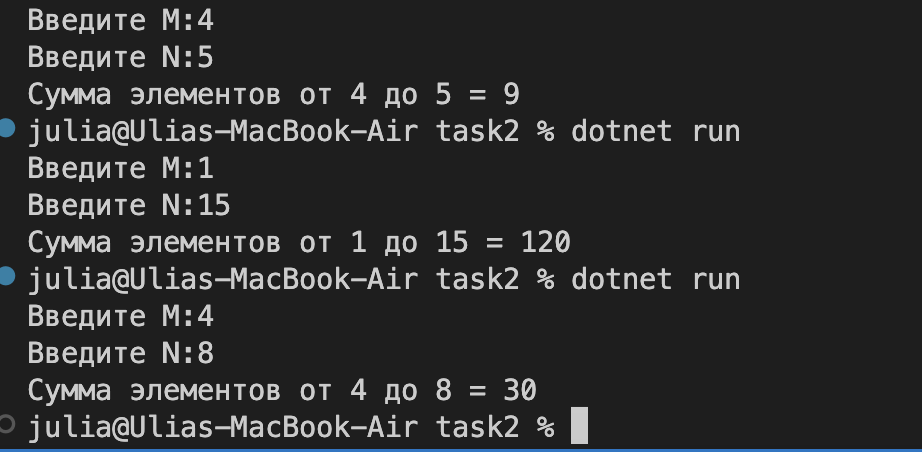 Введите M:4
Введите N:5
Сумма элементов от 4 до 5 = 9
julia@Ulias-MacBook-Air task2 % dotnet run
Введите M:1
Введите N:15
Сумма элементов от 1 до 15 = 120
julia@Ulias-MacBook-Air task2 % dotnet run
Введите M:4
Введите N:8
Сумма элементов от 4 до 8 = 30
julia@Ulias-MacBook-Air task2 %